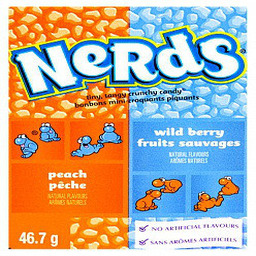 NeRdS
tiny, tangy crunchy candy
bonbons mini croquants piquants
wild berry
fruits sauvages
NATURAL FLAVOURS
ARÔMES NATURELS
peach
pêche
NATURAL FLAVOURS
ARÔMES NATURELS
46.7 g
NO ARTIFICIAL FLAVOURS
SANS ARÔMES ARTIFICIELS